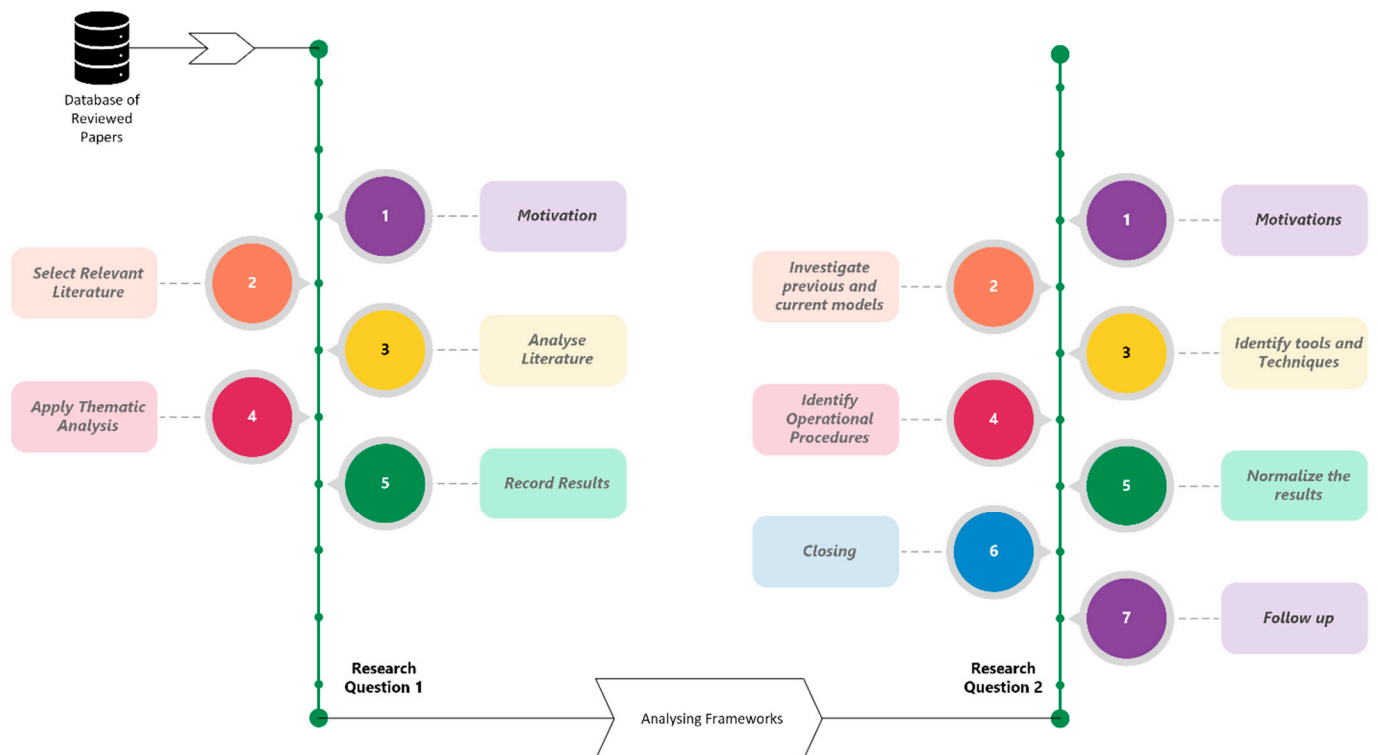 Database of
Reviewed
Papers
1
Motivation
2
Select Relevant
Literature
3
Analyse
Literature
4
Apply Thematic
Analysis
5
Record Results
Research
Question 1
Analysing Frameworks
1
Motivations
2
Investigate
previous and
current models
3
Identify tools and
Techniques
4
Identify
Operational
Procedures
5
Normalize the
results
6
Closing
7
Follow up
Research
Question 2